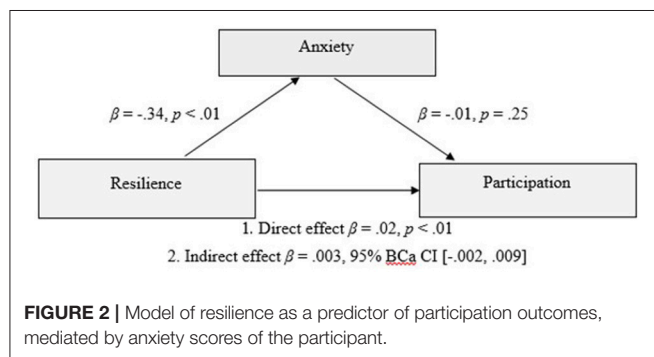 Anxiety
β = -.34, p < .01
β = -.01, p = .25
Resilience
Participation
1. Direct effect β = .02, p < .01
2. Indirect effect β = .003, 95% BCa CI [-.002, .009]
FIGURE 2 | Model of resilience as a predictor of participation outcomes,
mediated by anxiety scores of the participant.